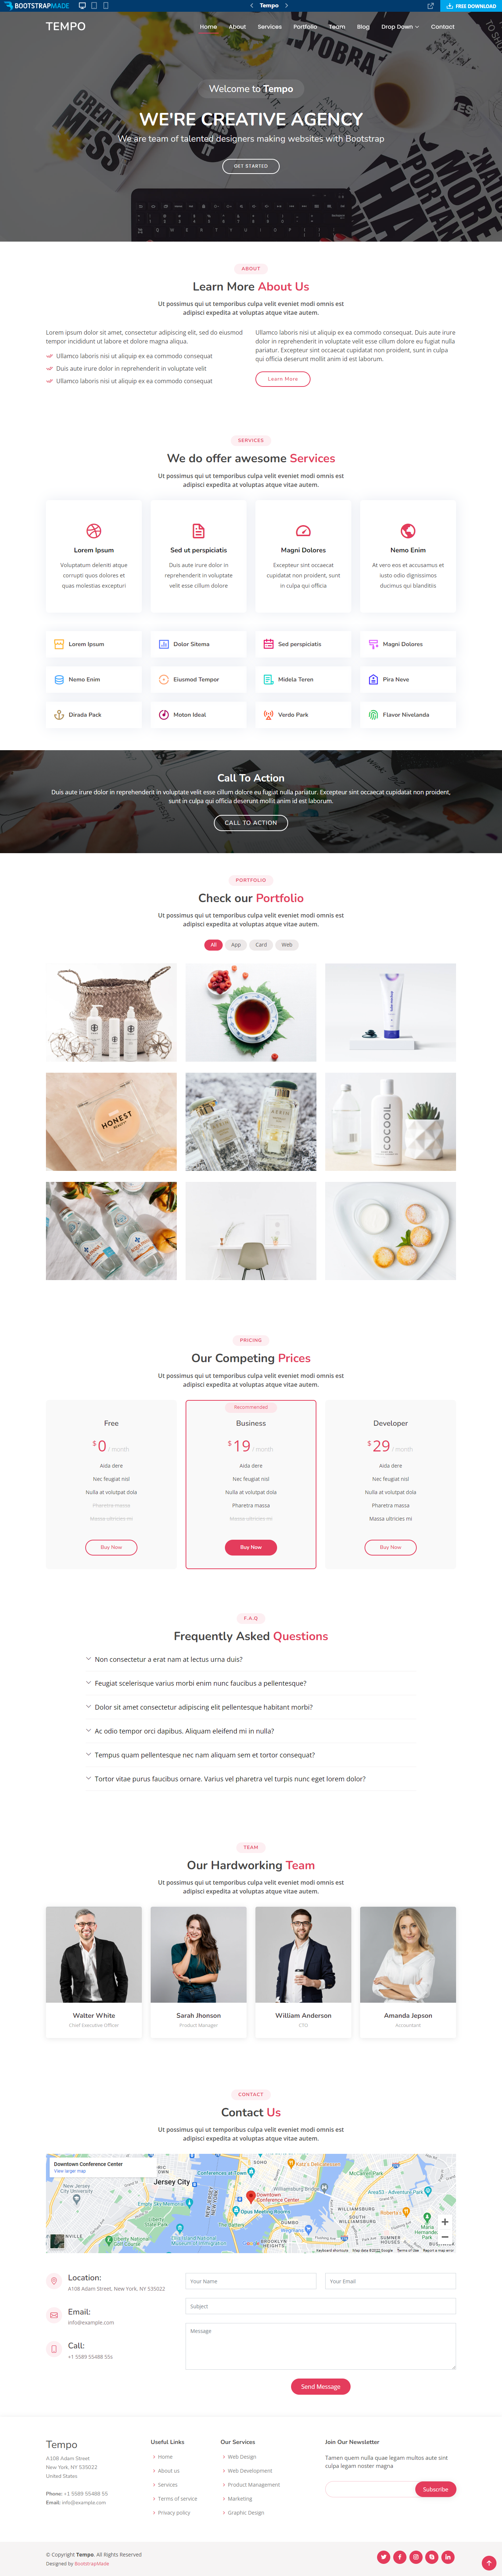 BOOTSTRAPMADE
Tempo
FREE DOWNLOAD
TEMPO
Home About Services Portfolio Team Blog Drop Down Contact
Welcome to Tempo
WE'RE CREATIVE AGENCY
We are team of talented designers making websites with Bootstrap
GET STARTED
ABOUT
Learn More About Us
Ut possimus qui ut temporibus culpa velit eveniet modi omnis est
adipisci expedita at voluptas atque vitae autem.
Lorem ipsum dolor sit amet, consectetur adipiscing elit, sed do eiusmod
tempor incididunt ut labore et dolore magna aliqua.
Ullamco laboris nisi ut aliquip ex ea commodo consequat
Duis aute irure dolor in reprehenderit in voluptate velit
Ullamco laboris nisi ut aliquip ex ea commodo consequat
Ullamco laboris nisi ut aliquip ex ea commodo consequat. Duis aute irure
dolor in reprehenderit in voluptate velit esse cillum dolore eu fugiat nulla
pariatur. Excepteur sint occaecat cupidatat non proident, sunt in culpa
qui officia deserunt mollit anim id est laborum.
Learn More
SERVICES
We do offer awesome Services
Ut possimus qui ut temporibus culpa velit eveniet modi omnis est
adipisci expedita at voluptas atque vitae autem.
Lorem Ipsum
Voluptatum deleniti atque
corrupti quos dolores et
quas molestias excepturi
Sed ut perspiciatis
Duis aute irure dolor in
reprehenderit in voluptate
velit esse cillum dolore
Magni Dolores
Excepteur sint occaecat
cupidatat non proident, sunt
in culpa qui officia
Nemo Enim
At vero eos et accusamus et
iusto odio dignissimos
ducimus qui blanditiis
Lorem Ipsum
Dolor Sitema
Sed perspiciatis
Magni Dolores
Nemo Enim
Eiusmod Tempor
Midela Teren
Pira Neve
Dirada Pack
Moton Ideal
Verdo Park
Flavor Nivelanda
Call To Action
Duis aute irure dolor in reprehenderit in voluptate velit esse cillum dolore eu fugiat nulla pariatur. Excepteur sint occaecat cupidatat non proident,
sunt in culpa qui officia deserunt mollit anim id est laborum.
CALL TO ACTION
PORTFOLIO
Check our Portfolio
Ut possimus qui ut temporibus culpa velit eveniet modi omnis est
adipisci expedita at voluptas atque vitae autem.
All App Card Web
HONEST
COCOOIL
PRICING
Our Competing Prices
Ut possimus qui ut temporibus culpa velit eveniet modi omnis est
adipisci expedita at voluptas atque vitae autem.
Free
$0 / month
Aida dere
Nec feugiat nisl
Nulla at volutpat dola
Pharetra massa
Massa ultricies mi
Buy Now
Recommended
Business
$19 / month
Aida dere
Nec feugiat nisl
Nulla at volutpat dola
Pharetra massa
Massa ultricies mi
Buy Now
Developer
$29 / month
Aida dere
Nec feugiat nisl
Nulla at volutpat dola
Pharetra massa
Massa ultricies mi
Buy Now
F.A.Q
Frequently Asked Questions
Non consectetur a erat nam at lectus urna duis?
Feugiat scelerisque varius morbi enim nunc faucibus a pellentesque?
Dolor sit amet consectetur adipiscing elit pellentesque habitant morbi?
Ac odio tempor orci dapibus. Aliquam eleifend mi in nulla?
Tempus quam pellentesque nec nam aliquam sem et tortor consequat?
Tortor vitae purus faucibus ornare. Varius vel pharetra vel turpis nunc eget lorem dolor?
TEAM
Our Hardworking Team
Ut possimus qui ut temporibus culpa velit eveniet modi omnis est
adipisci expedita at voluptas atque vitae autem.
Walter White
Chief Executive Officer
Sarah Jhonson
Product Manager
William Anderson
CTO
Amanda Jepson
Accountant
CONTACT
Contact Us
Ut possimus qui ut temporibus culpa velit eveniet modi omnis est
adipisci expedita at voluptas atque vitae autem.
Downtown Conference Center
View larger map
Jersey City
SOHO
Downtown
Conference Center
DUMBO
WILLIAMSBURG
BROOKLYN
HEIGHTS
Keyboard shortcuts Map data ©2022 Google Terms of Use Report a map error
Location:
A108 Adam Street, New York, NY 535022
Email:
info@example.com
Call:
+1 5589 55488 55s
Your Name
Your Email
Subject
Message
Send Message
Tempo
A108 Adam Street
New York, NY 535022
United States
Phone: +1 5589 55488 55
Email: info@example.com
Useful Links
Home
About us
Services
Terms of service
Privacy policy
Our Services
Web Design
Web Development
Product Management
Marketing
Graphic Design
Join Our Newsletter
Tamen quem nulla quae legam multos aute sint
culpa legam noster magna
Subscribe
© Copyright Tempo. All Rights Reserved
Designed by BootstrapMade